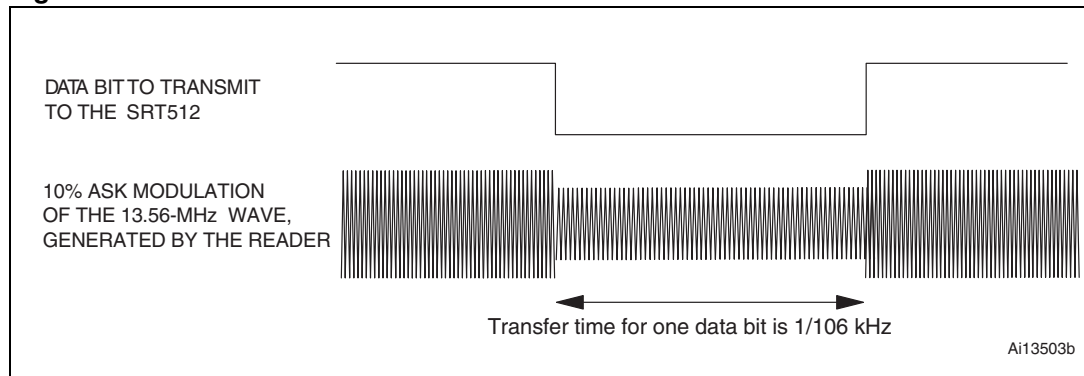 DATA BIT TO TRANSMIT
TO THE SRT512
10% ASK MODULATION
OF THE 13.56-MHz WAVE,
GENERATED BY THE READER
Transfer time for one data bit is 1/106 kHz
Ai13503b